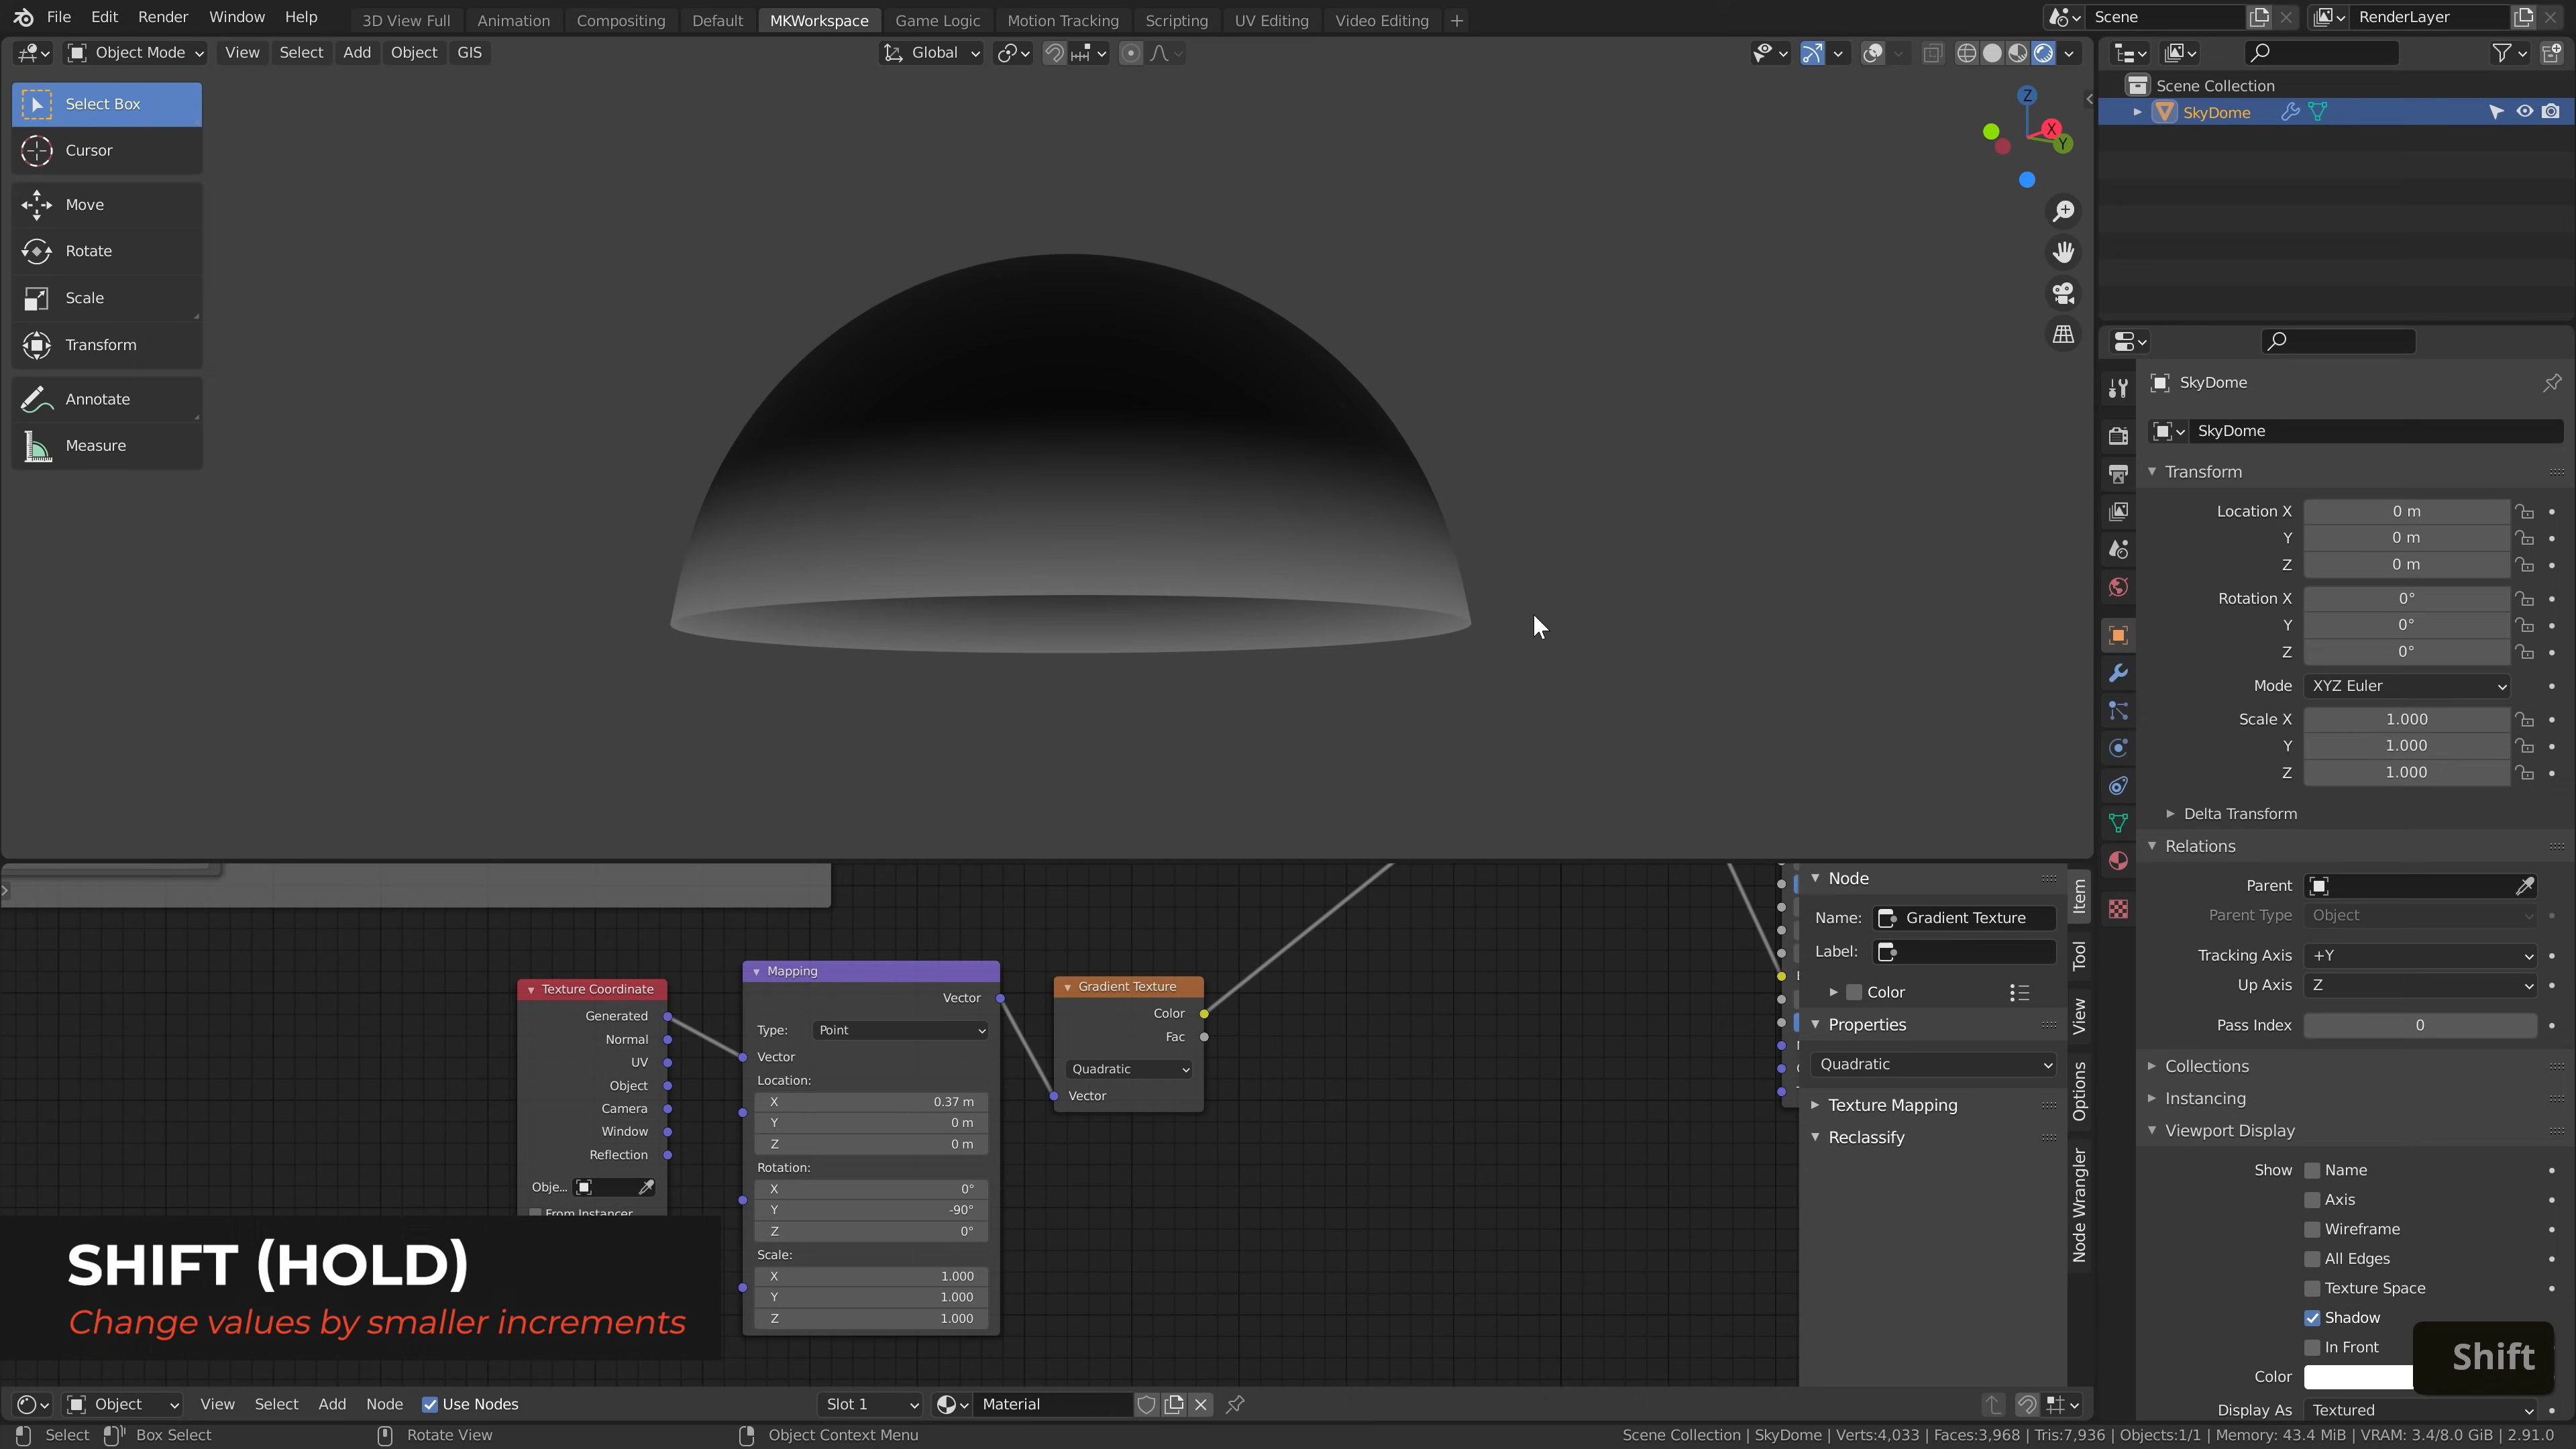 File Edit Render Window Help 3D View Full Animation Compositing Default MKWorkspace Game Logic Motion Tracking Scripting UV Editing Video Editing + Scene RenderLayer
Object Mode View Select Add Object GIS Global
Select Box
Cursor
Move
Rotate
Scale
Transform
Annotate
Measure
Z
X
Y
Scene Collection
SkyDome
SkyDome
SkyDome
Transform
Location X 0 m
Y 0 m
Z 0 m
Rotation X 0°
Y 0°
Z 0°
Mode XYZ Euler
Scale X 1.000
Y 1.000
Z 1.000
Delta Transform
Relations
Parent
Parent Type Object
Tracking Axis +Y
Up Axis Z
Pass Index 0
Collections
Instancing
Viewport Display
Show Name
Axis
Wireframe
All Edges
Texture Space
Shadow
In Front
Color
Display As Textured
Texture Coordinate
Generated
Normal
UV
Object
Camera
Window
Reflection
Obje...
From Instancer
Mapping
Vector
Type: Point
Vector
Location:
X 0.37 m
Y 0 m
Z 0 m
Rotation:
X 0°
Y -90°
Z 0°
Scale:
X 1.000
Y 1.000
Z 1.000
Gradient Texture
Color
Fac
Quadratic
Vector
Node
Name: Gradient Texture
Label:
Color
Properties
Quadratic
Texture Mapping
Reclassify
Item
Tool
View
Options
Node Wrangler
SHIFT (HOLD)
Change values by smaller increments
Shift
Object View Select Add Node Use Nodes Slot 1 Material
Select Box Select Rotate View Object Context Menu Scene Collection | SkyDome | Verts:4,033 | Faces:3,968 | Tris:7,936 | Objects:1/1 | Memory: 43.4 MiB | VRAM: 3.4/8.0 GiB | 2.91.0